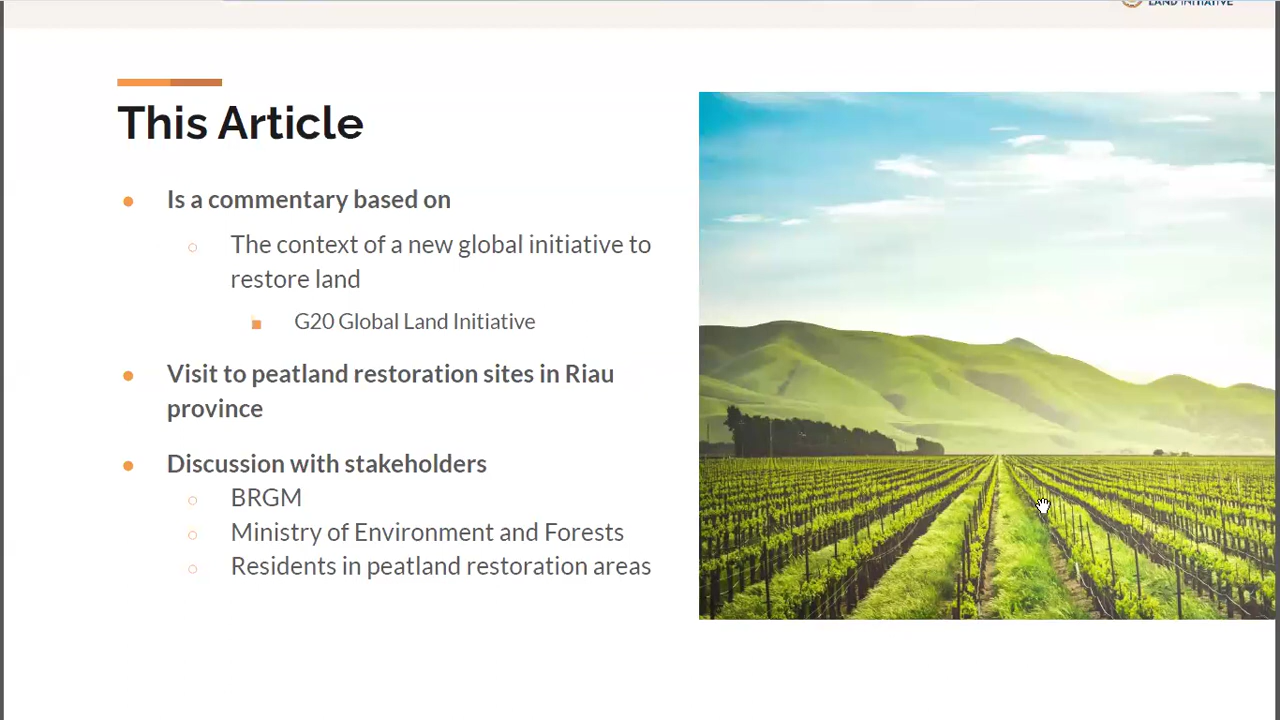 LAND INITIATIVE
This Article
Is a commentary based on
The context of a new global initiative to
restore land
G20 Global Land Initiative
Visit to peatland restoration sites in Riau
province
Discussion with stakeholders
BRGM
Ministry of Environment and Forests
Residents in peatland restoration areas